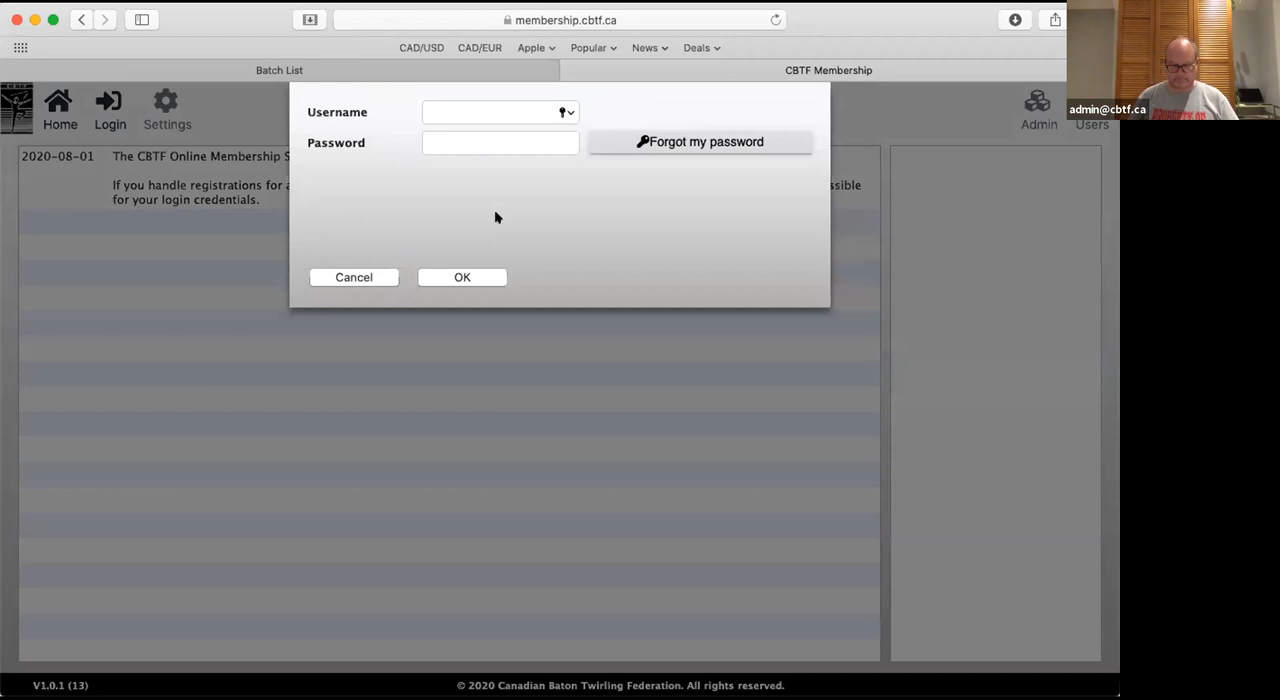 membership.cbtf.ca
CAD/USD CAD/EUR Apple Popular News Deals
Batch List CBTF Membership
admin@cbtf.ca
CBTF
Home Login Settings Admin Users
Username
Password Forgot my password
2020-08-01 The CBTF Online Membership S
If you handle registrations for a ssible
for your login credentials.
Cancel OK
V1.0.1 (13) © 2020 Canadian Baton Twirling Federation. All rights reserved.